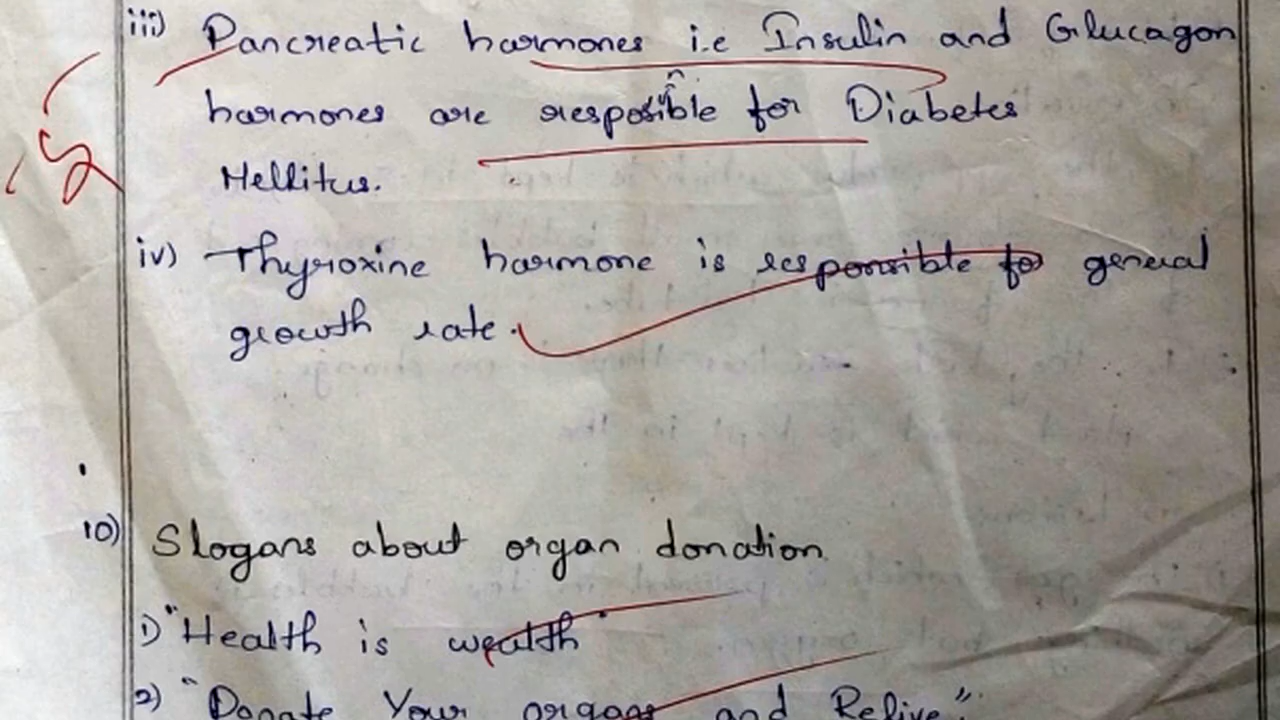 iii) Pancreatic harmones i.e Insulin and Glucagon
harmones are resposinble for Diabetes
Mellitus.
iv) Thyroxine harmone is responsible for general
growth rate.
10) Slogans about organ donation
1) "Health is wealth"
2) "Donate Your organs and Relive".